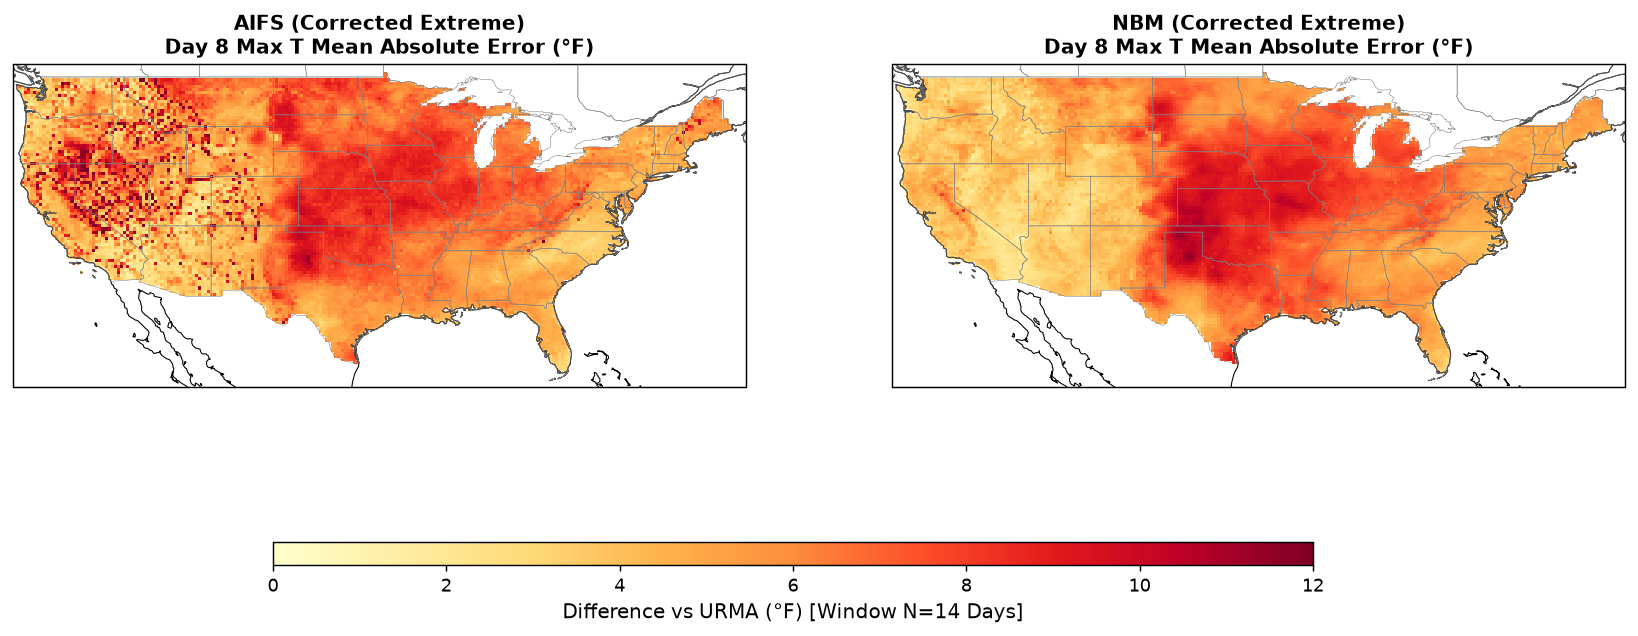 AIFS (Corrected Extreme)
Day 8 Max T Mean Absolute Error (°F)
NBM (Corrected Extreme)
Day 8 Max T Mean Absolute Error (°F)
0 2 4 6 8 10 12
Difference vs URMA (°F) [Window N=14 Days]